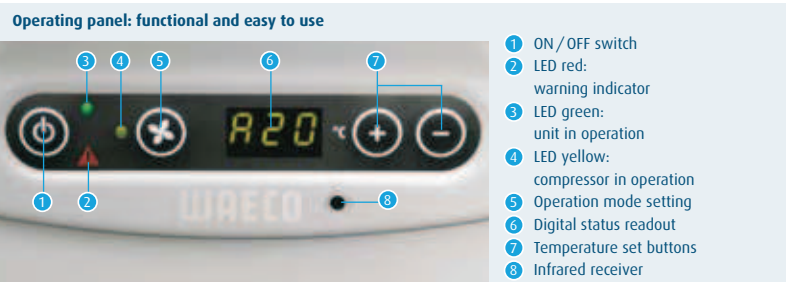 Operating panel: functional and easy to use
3 4 5 6 7
A20 °C
1 2 8
WAECO
1 ON / OFF switch
2 LED red:
warning indicator
3 LED green:
unit in operation
4 LED yellow:
compressor in operation
5 Operation mode setting
6 Digital status readout
7 Temperature set buttons
8 Infrared receiver